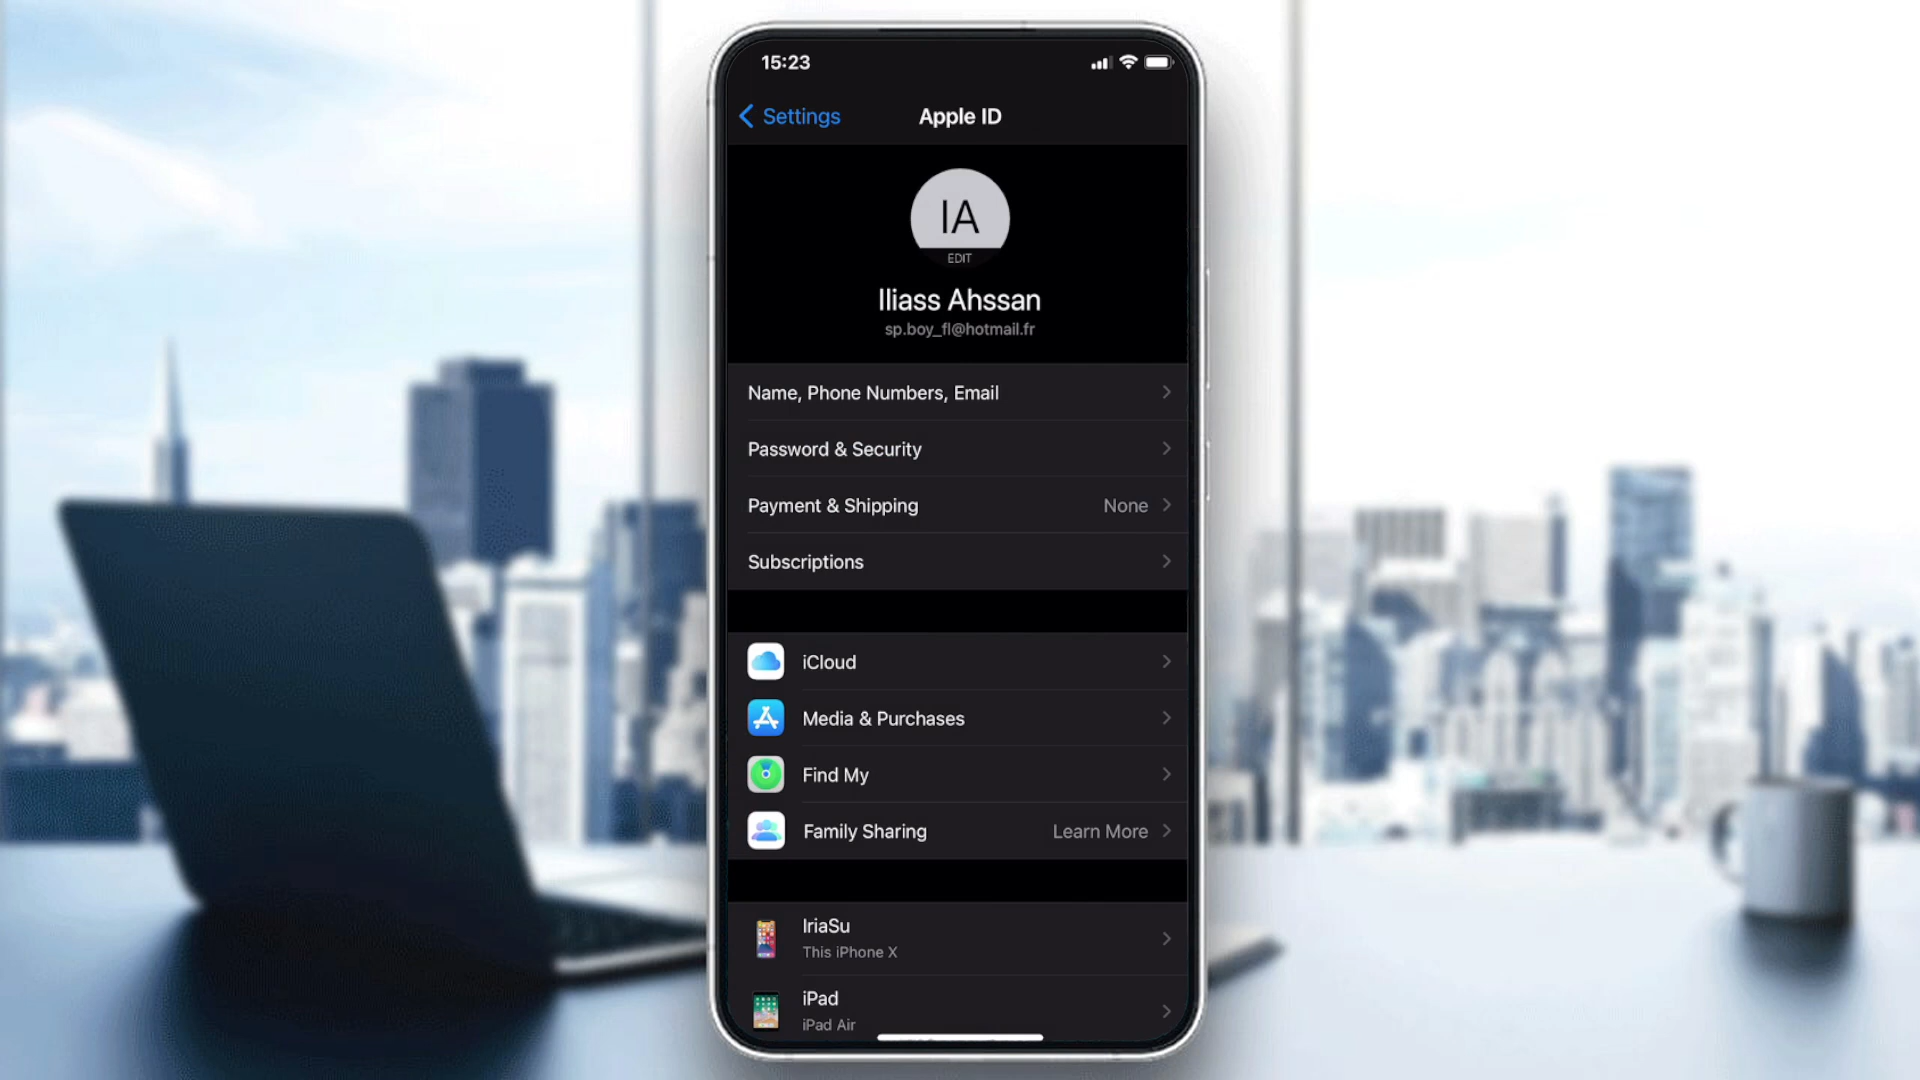 15:23
Settings
Apple ID
IA
EDIT
Iliass Ahssan
sp.boy_fl@hotmail.fr
Name, Phone Numbers, Email
Password & Security
Payment & Shipping None
Subscriptions
iCloud
Media & Purchases
Find My
Family Sharing Learn More
IriaSu
This iPhone X
iPad
iPad Air